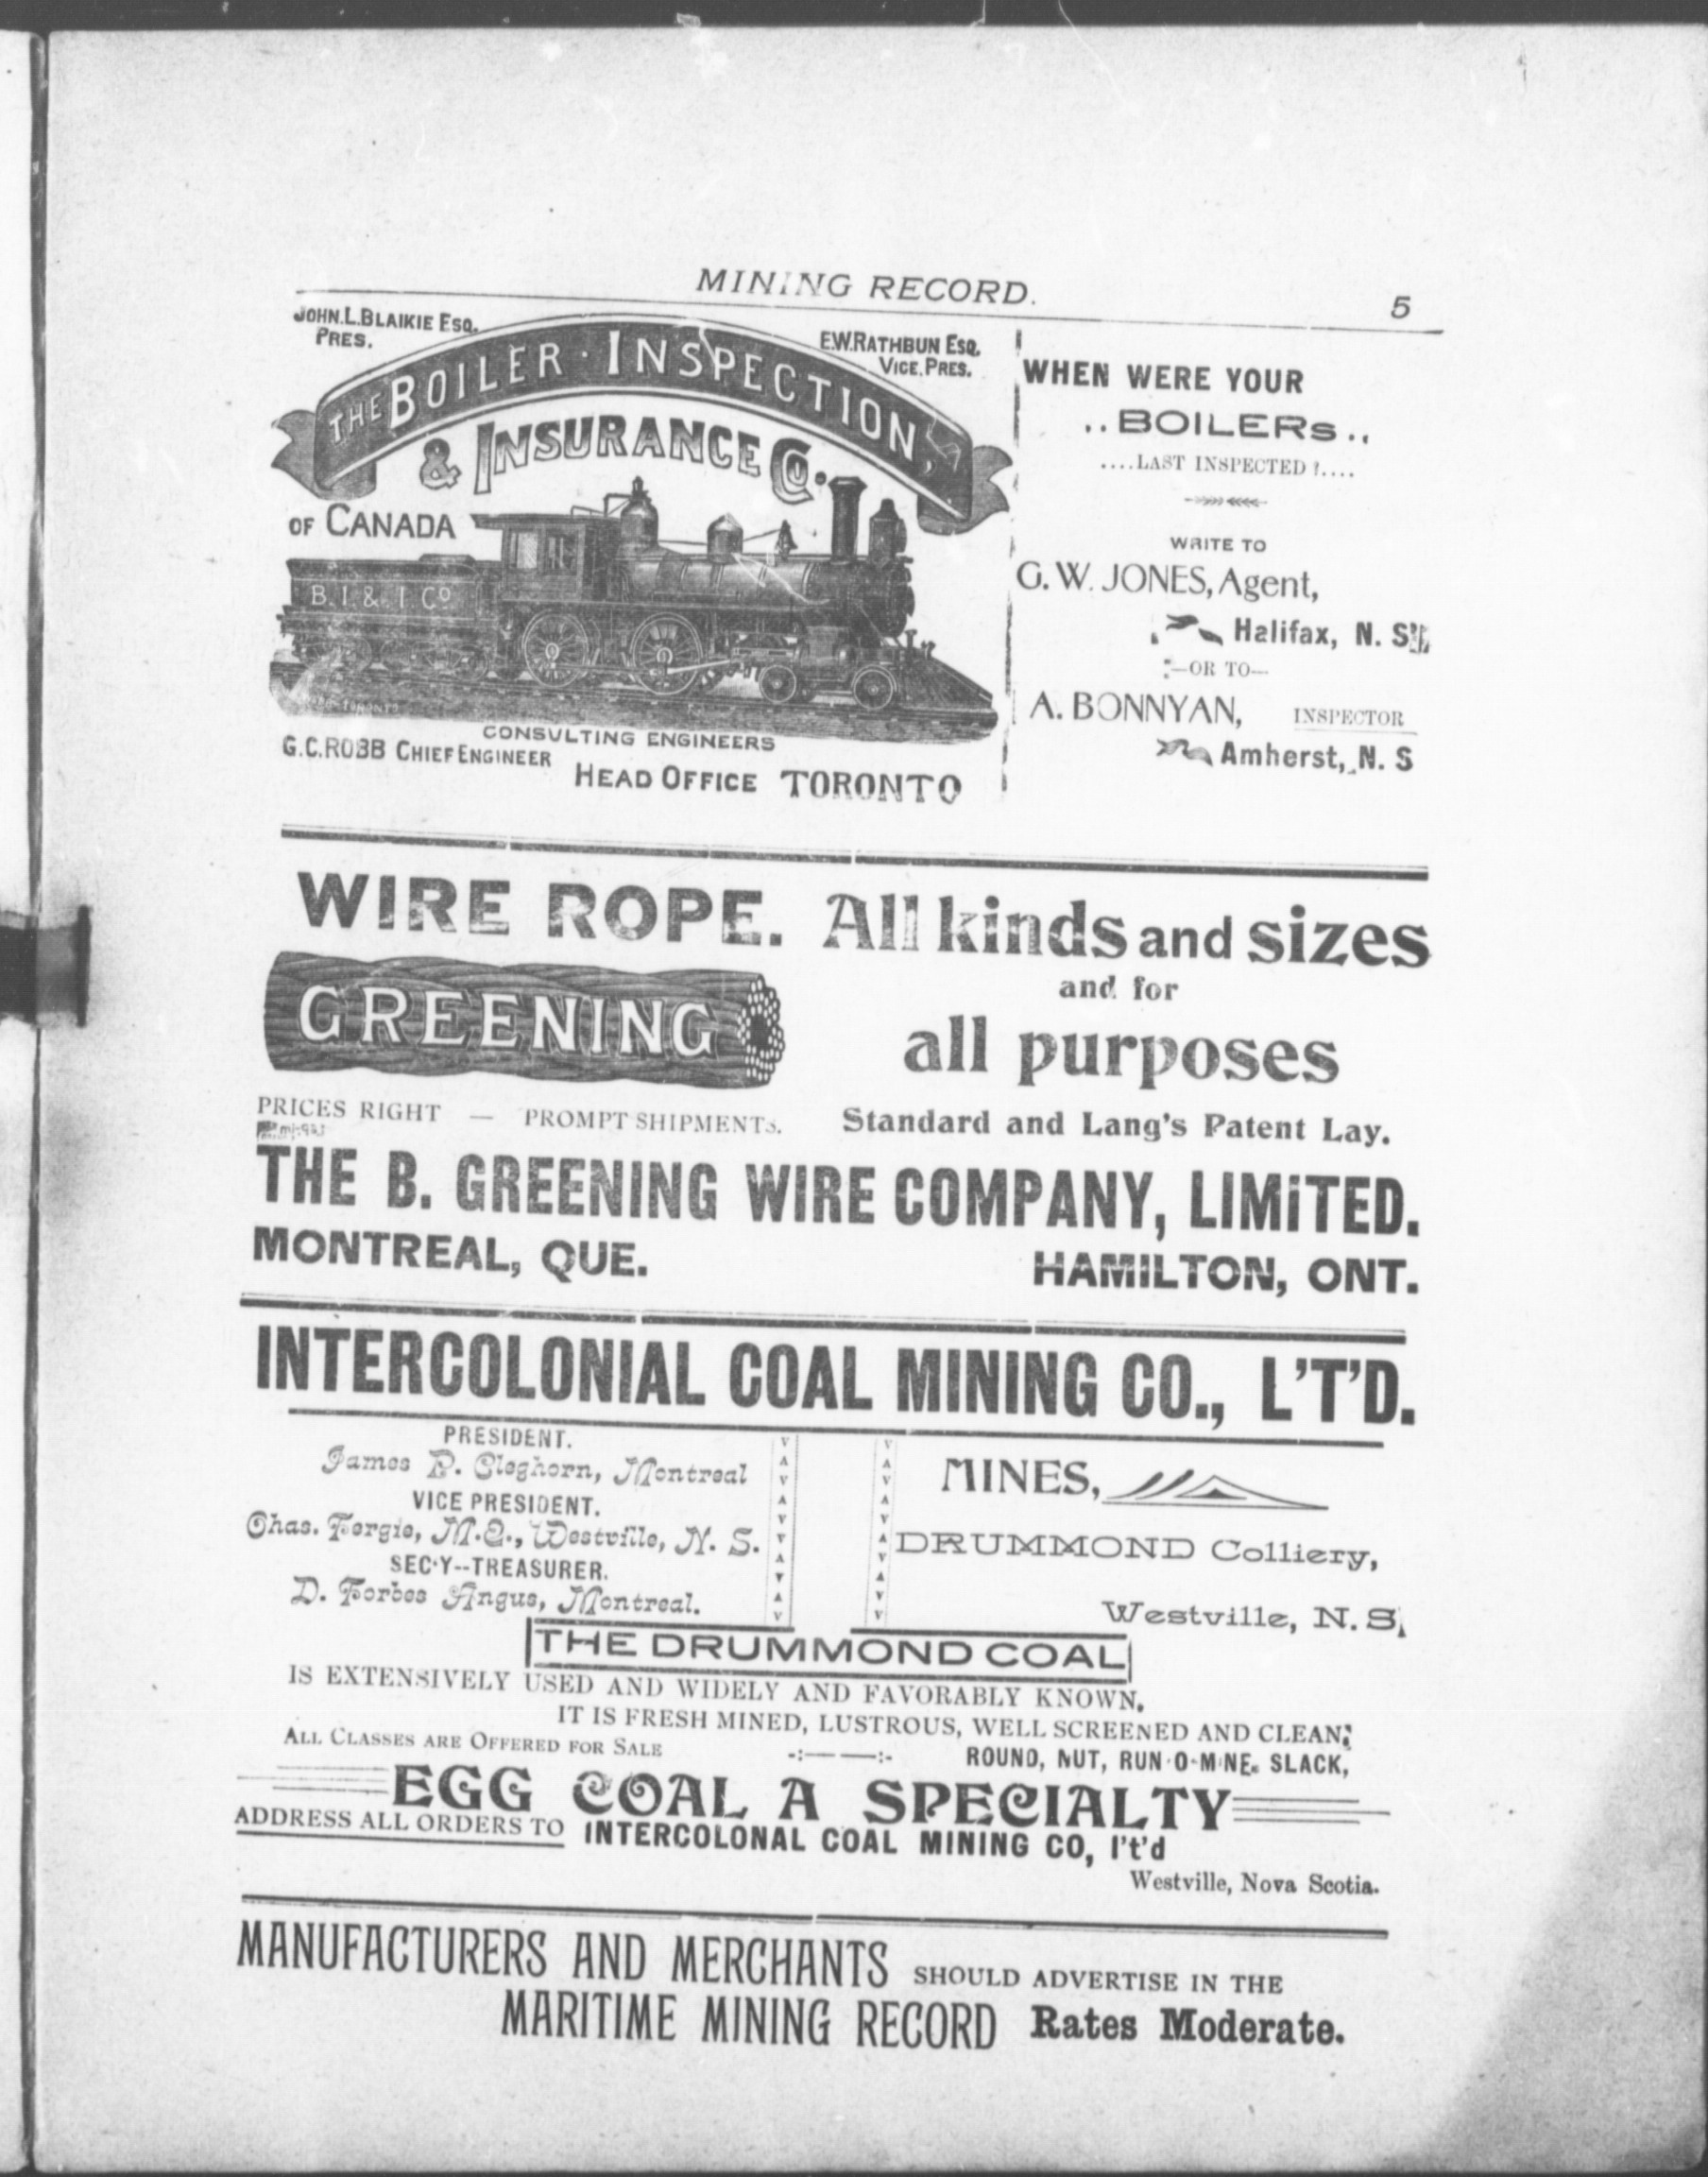 MINING RECORD.
5
JOHN.L.BLAIKIE ESQ.
PRES.
E.W.RATHBUN ESQ.
VICE.PRES.
THE BOILER · INSPECTION,
& INSURANCE CO.
OF CANADA
B. I. & I. CO
TORONTO
CONSULTING ENGINEERS
G.C.ROBB CHIEF ENGINEER
HEAD OFFICE TORONTO
WHEN WERE YOUR
..BOILERS..
....LAST INSPECTED ?....
WRITE TO
G. W. JONES, Agent,
Halifax, N. S
—OR TO—
A. BONNYAN, INSPECTOR
Amherst, N. S
WIRE ROPE.
GREENING
PRICES RIGHT — PROMPT SHIPMENTS.
All kinds and sizes
and for
all purposes
Standard and Lang's Patent Lay.
THE B. GREENING WIRE COMPANY, LIMiTED.
MONTREAL, QUE. HAMILTON, ONT.
INTERCOLONIAL COAL MINING CO., L'T'D.
PRESIDENT.
James P. Cleghorn, Montreal
VICE PRESIDENT.
Chas. Fergie, M.E., Westville, N. S.
SEC'Y--TREASURER.
D. Forbes Angus, Montreal.
MINES,
DRUMMOND Colliery,
Westville, N. S,
THE DRUMMOND COAL
IS EXTENSIVELY USED AND WIDELY AND FAVORABLY KNOWN.
IT IS FRESH MINED, LUSTROUS, WELL SCREENED AND CLEAN;
ALL CLASSES ARE OFFERED FOR SALE -:— —:- ROUND, NUT, RUN-O-MINE. SLACK,
EGG COAL A SPECIALTY
ADDRESS ALL ORDERS TO INTERCOLONAL COAL MINING CO, l't'd
Westville, Nova Scotia.
MANUFACTURERS AND MERCHANTS SHOULD ADVERTISE IN THE
MARITIME MINING RECORD Rates Moderate.